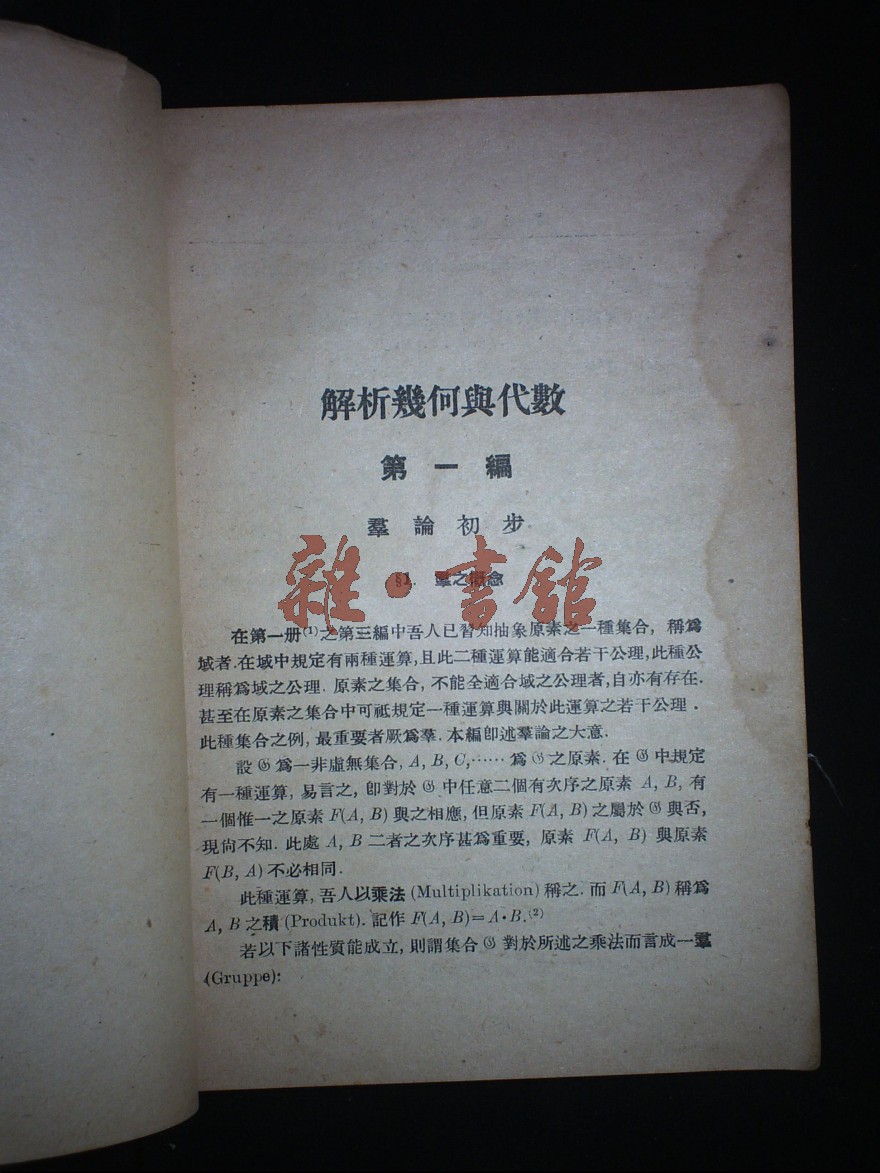 解析幾何與代數
第一編
羣論初步
§1. 羣之概念
雜·書舘
在第一册(1)之第三編中吾人已習知抽象原素之一種集合, 稱爲
域者.在域中規定有兩種運算,且此二種運算能適合若干公理,此種公
理稱爲域之公理. 原素之集合, 不能全適合域之公理者,自亦有存在.
甚至在原素之集合中可祇規定一種運算與關於此運算之若干公理.
此種集合之例, 最重要者厥爲羣. 本編卽述羣論之大意.
設 𝔊 爲一非虛無集合, A, B, C,…… 爲 𝔊 之原素. 在 𝔊 中規定
有一種運算, 易言之, 卽對於 𝔊 中任意二個有次序之原素 A, B, 有
一個惟一之原素 F(A, B) 與之相應, 但原素 F(A, B) 之屬於 𝔊 與否,
現尙不知. 此處 A, B 二者之次序甚爲重要, 原素 F(A, B) 與原素
F(B, A) 不必相同.
此種運算, 吾人以乘法 (Multiplikation) 稱之. 而 F(A, B) 稱爲
A, B 之積 (Produkt). 記作 F(A, B)=A·B.(2)
若以下諸性質能成立, 則謂集合 𝔊 對於所述之乘法而言成一羣
(Gruppe):